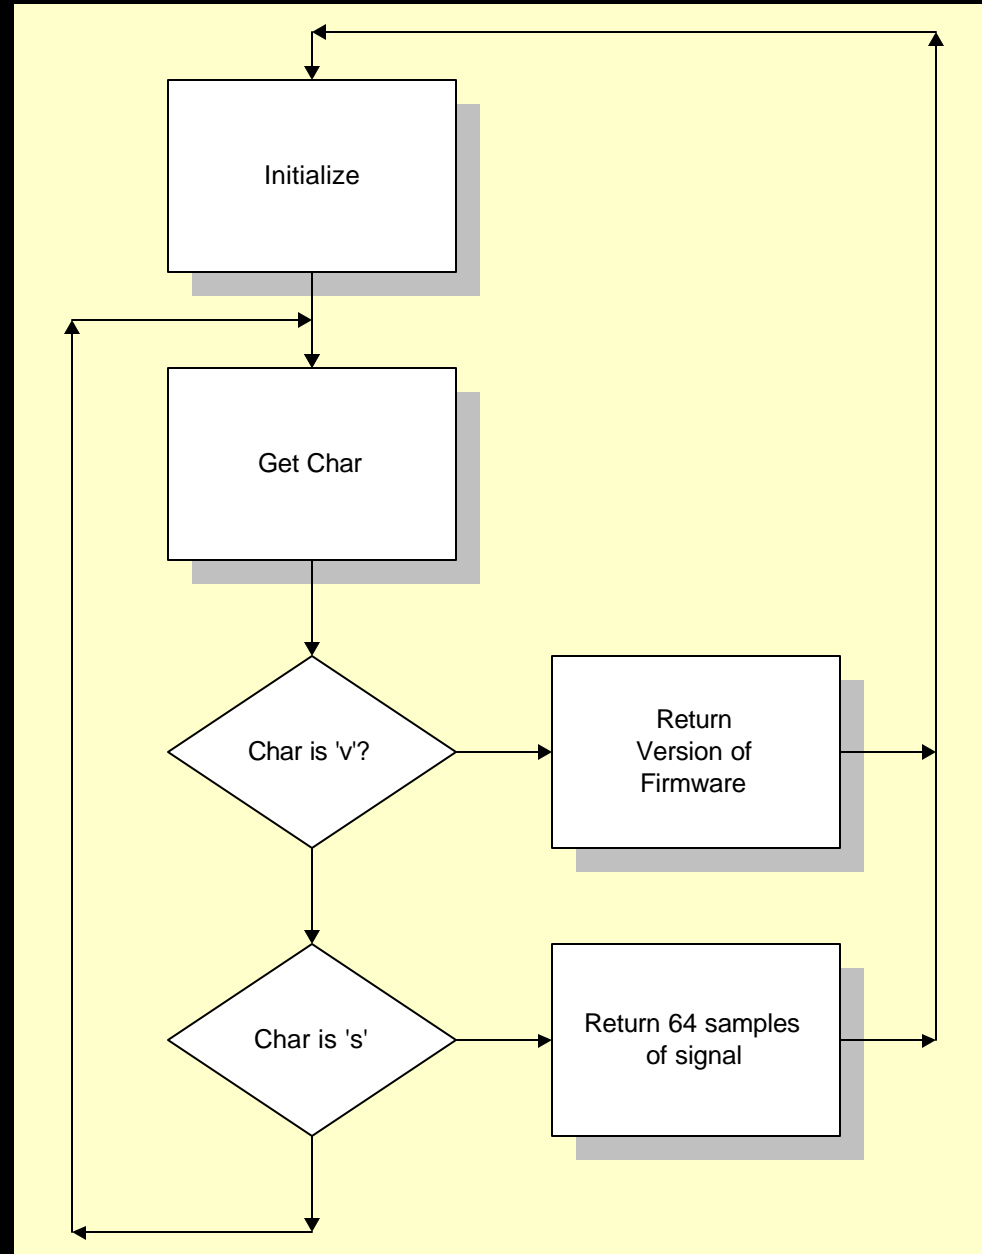 Initialize
Get Char
Char is 'v'?
Return
Version of
Firmware
Char is 's'
Return 64 samples
of signal